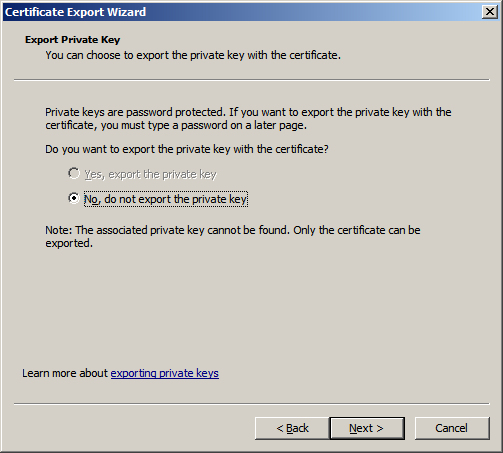 Certificate Export Wizard
Export Private Key
You can choose to export the private key with the certificate.
Private keys are password protected. If you want to export the private key with the
certificate, you must type a password on a later page.
Do you want to export the private key with the certificate?
Yes, export the private key
No, do not export the private key
Note: The associated private key cannot be found. Only the certificate can be
exported.
Learn more about exporting private keys
< Back
Next >
Cancel